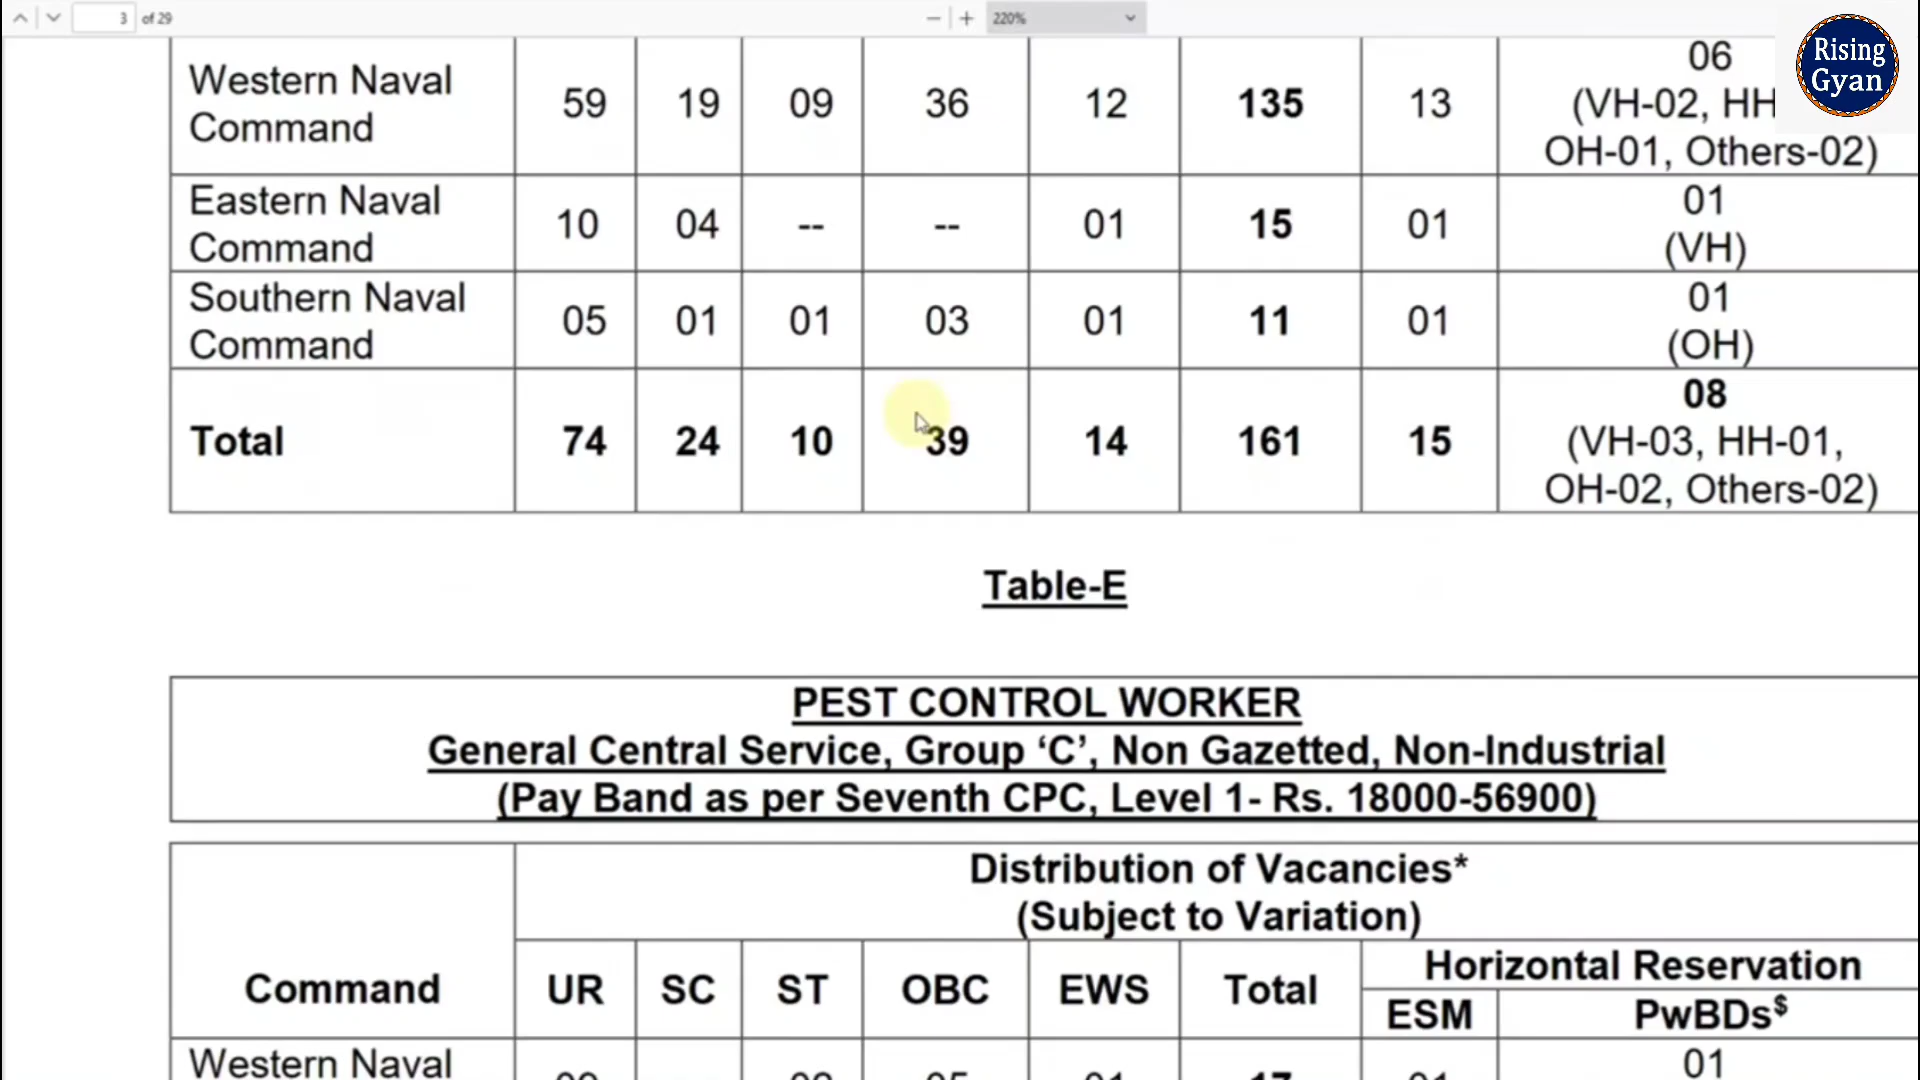 3 of 29 220%
Rising Gyan
Western Naval Command 59 19 09 36 12 135 13 06 (VH-02, HH OH-01, Others-02)
Eastern Naval Command 10 04 -- -- 01 15 01 01 (VH)
Southern Naval Command 05 01 01 03 01 11 01 01 (OH)
Total 74 24 10 39 14 161 15 08 (VH-03, HH-01, OH-02, Others-02)
Table-E
PEST CONTROL WORKER
General Central Service, Group ‘C’, Non Gazetted, Non-Industrial
(Pay Band as per Seventh CPC, Level 1- Rs. 18000-56900)
Distribution of Vacancies*
(Subject to Variation)
Command UR SC ST OBC EWS Total Horizontal Reservation
ESM PwBDs$
Western Naval 01